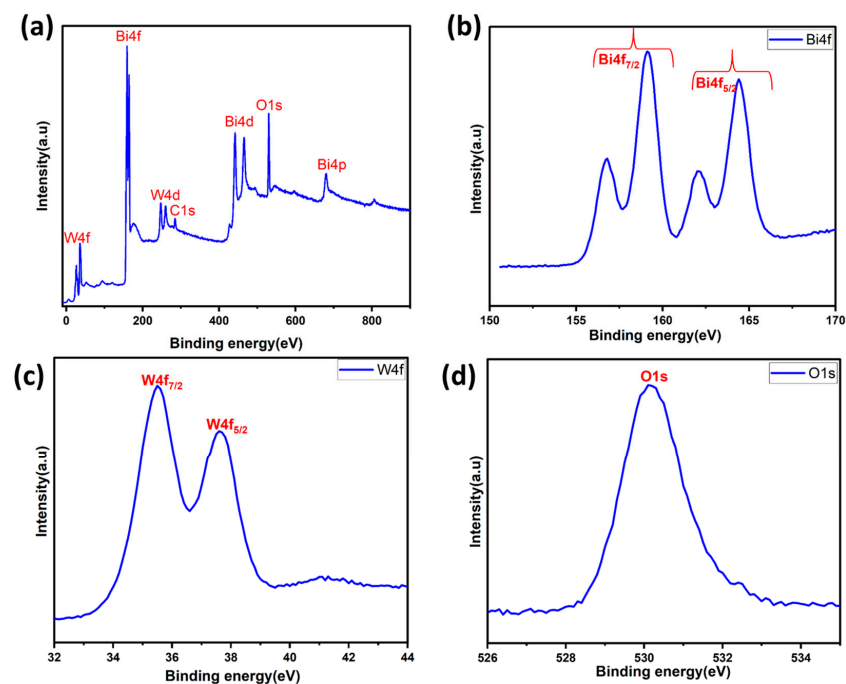 (a)
Bi4f
Bi4d
O1s
Bi4p
W4d
C1s
W4f
Intensity(a.u)
0 200 400 600 800
Binding energy(eV)
(b)
Bi4f
Bi4f7/2
Bi4f5/2
Intensity(a.u)
150 155 160 165 170
Binding energy(eV)
(c)
W4f
W4f7/2
W4f5/2
Intensity(a.u)
32 34 36 38 40 42 44
Binding energy(eV)
(d)
O1s
O1s
Intensity(a.u)
526 528 530 532 534
Binding energy(eV)